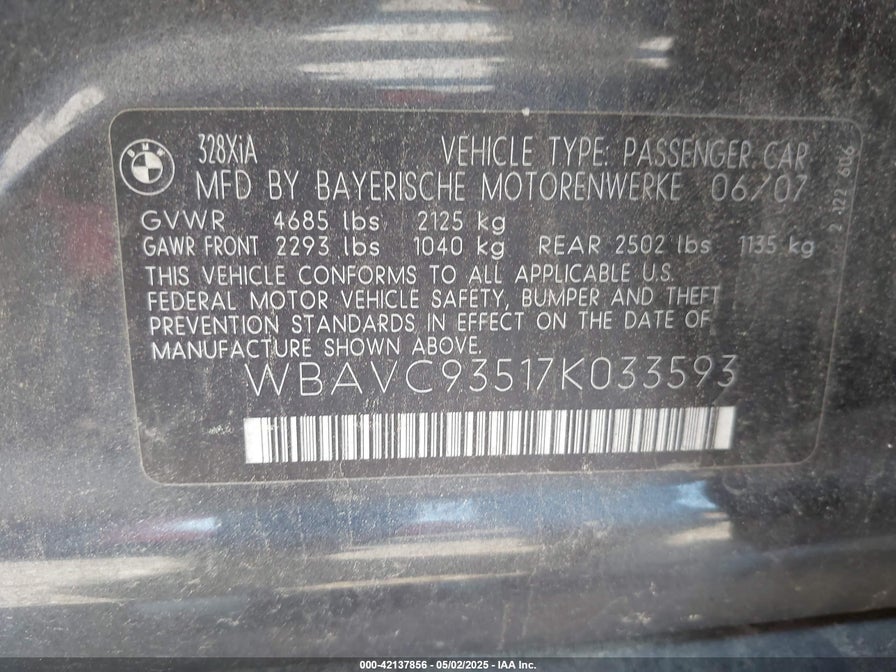 BMW
328XiA VEHICLE TYPE: PASSENGER CAR
MFD BY BAYERISCHE MOTORENWERKE 06/07
GVWR 4685 lbs 2125 kg
GAWR FRONT 2293 lbs 1040 kg REAR 2502 lbs 1135 kg
THIS VEHICLE CONFORMS TO ALL APPLICABLE U.S.
FEDERAL MOTOR VEHICLE SAFETY, BUMPER AND THEFT
PREVENTION STANDARDS IN EFFECT ON THE DATE OF
MANUFACTURE SHOWN ABOVE.
WBAVC93517K033593
000-42137856 - 05/02/2025 - IAA Inc.